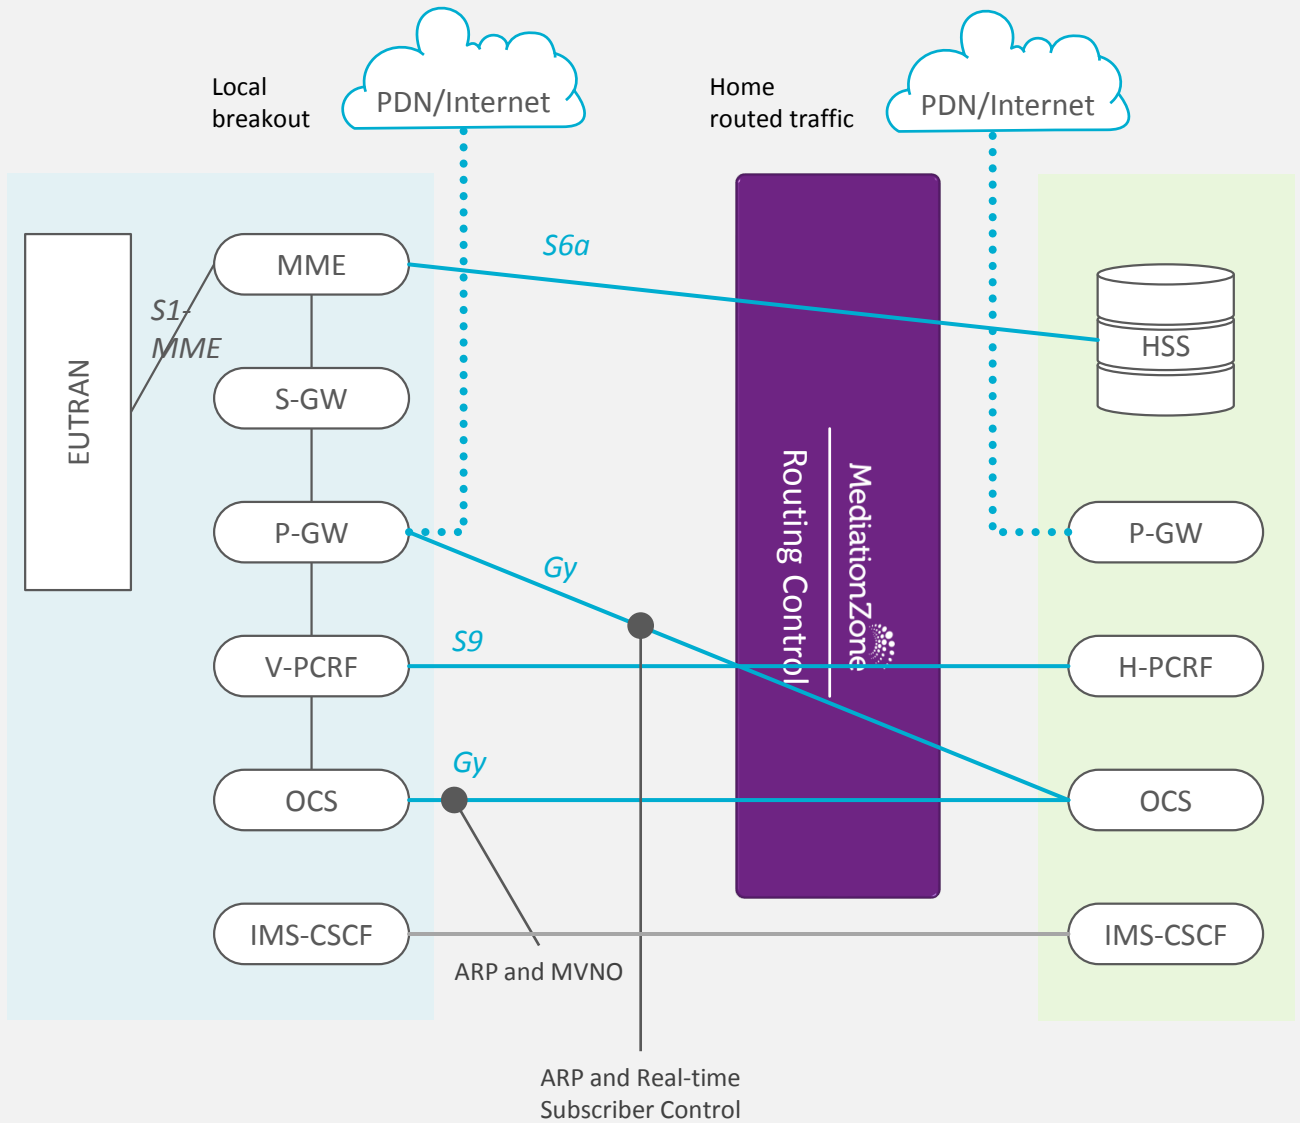 Local
breakout
PDN/Internet
Home
routed traffic
PDN/Internet
EUTRAN
S1-
MME
MME
S6a
HSS
S-GW
P-GW
Gy
MediationZone
Routing Control
P-GW
V-PCRF
S9
H-PCRF
OCS
Gy
OCS
IMS-CSCF
IMS-CSCF
ARP and MVNO
ARP and Real-time
Subscriber Control